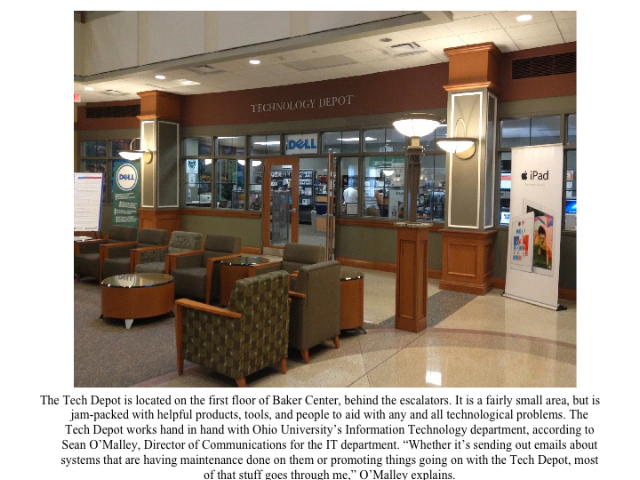 TECHNOLOGY DEPOT
DELL
DELL
iPad
The Tech Depot is located on the first floor of Baker Center, behind the escalators. It is a fairly small area, but is
jam-packed with helpful products, tools, and people to aid with any and all technological problems. The
Tech Depot works hand in hand with Ohio University’s Information Technology department, according to
Sean O’Malley, Director of Communications for the IT department. “Whether it’s sending out emails about
systems that are having maintenance done on them or promoting things going on with the Tech Depot, most
of that stuff goes through me,” O’Malley explains.